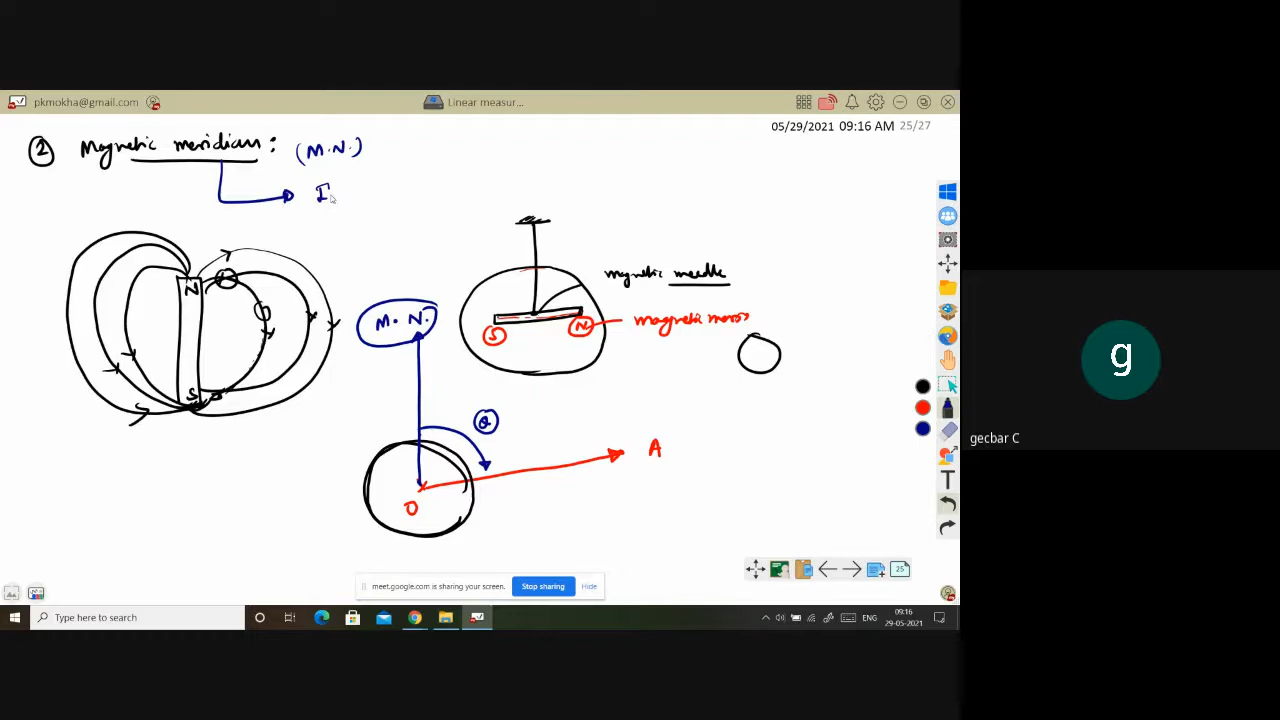 pkmokha@gmail.com
Linear measur...
05/29/2021 09:16 AM 25/27
② Magnetic meridian: (M.N.)
I
N
S
magnetic needle
M. N.
S
N
magnetic
A
O
T
g
gecbar C
25
meet.google.com is sharing your screen.
Stop sharing
Hide
Type here to search
ENG
09:16
29-05-2021